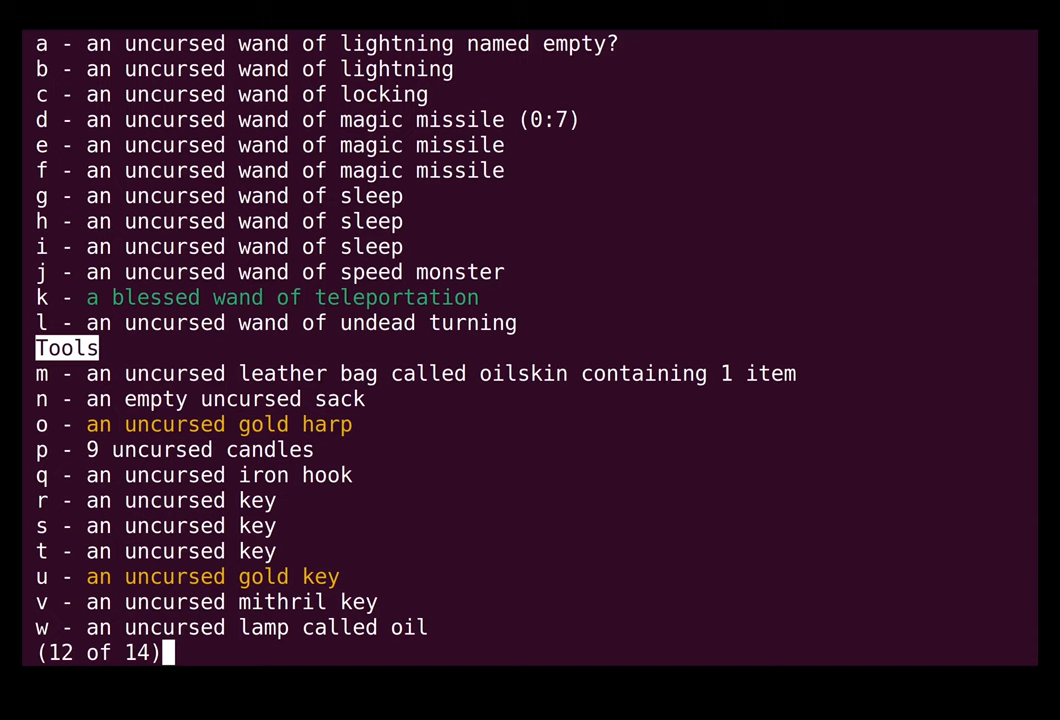 a - an uncursed wand of lightning named empty?
b - an uncursed wand of lightning
c - an uncursed wand of locking
d - an uncursed wand of magic missile (0:7)
e - an uncursed wand of magic missile
f - an uncursed wand of magic missile
g - an uncursed wand of sleep
h - an uncursed wand of sleep
i - an uncursed wand of sleep
j - an uncursed wand of speed monster
k - a blessed wand of teleportation
l - an uncursed wand of undead turning
Tools
m - an uncursed leather bag called oilskin containing 1 item
n - an empty uncursed sack
o - an uncursed gold harp
p - 9 uncursed candles
q - an uncursed iron hook
r - an uncursed key
s - an uncursed key
t - an uncursed key
u - an uncursed gold key
v - an uncursed mithril key
w - an uncursed lamp called oil
(12 of 14)